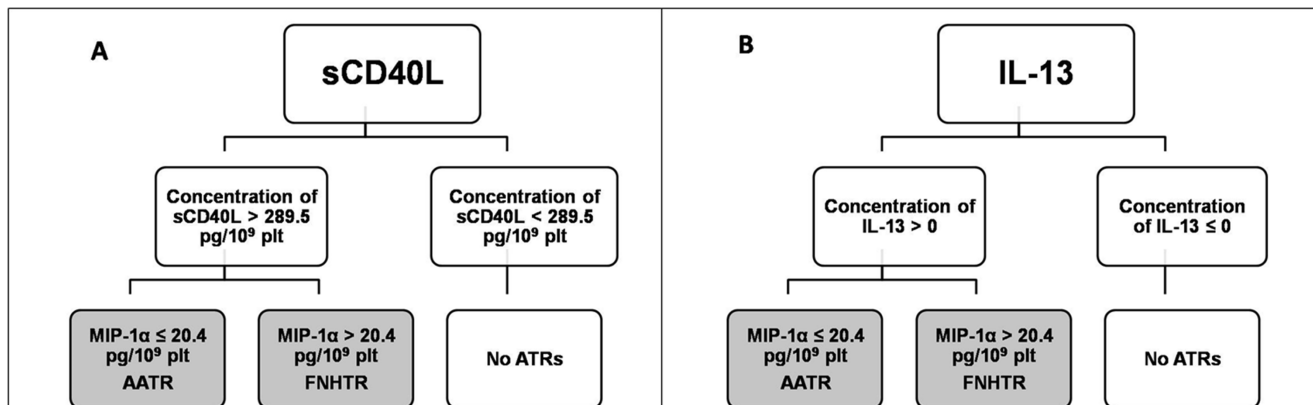 A
sCD40L
Concentration of
sCD40L > 289.5
pg/10⁹ plt
Concentration of
sCD40L < 289.5
pg/10⁹ plt
MIP-1α ≤ 20.4
pg/10⁹ plt
AATR
MIP-1α > 20.4
pg/10⁹ plt
FNHTR
No ATRs
B
IL-13
Concentration of
IL-13 > 0
Concentration
of IL-13 ≤ 0
MIP-1α ≤ 20.4
pg/10⁹ plt
AATR
MIP-1α > 20.4
pg/10⁹ plt
FNHTR
No ATRs